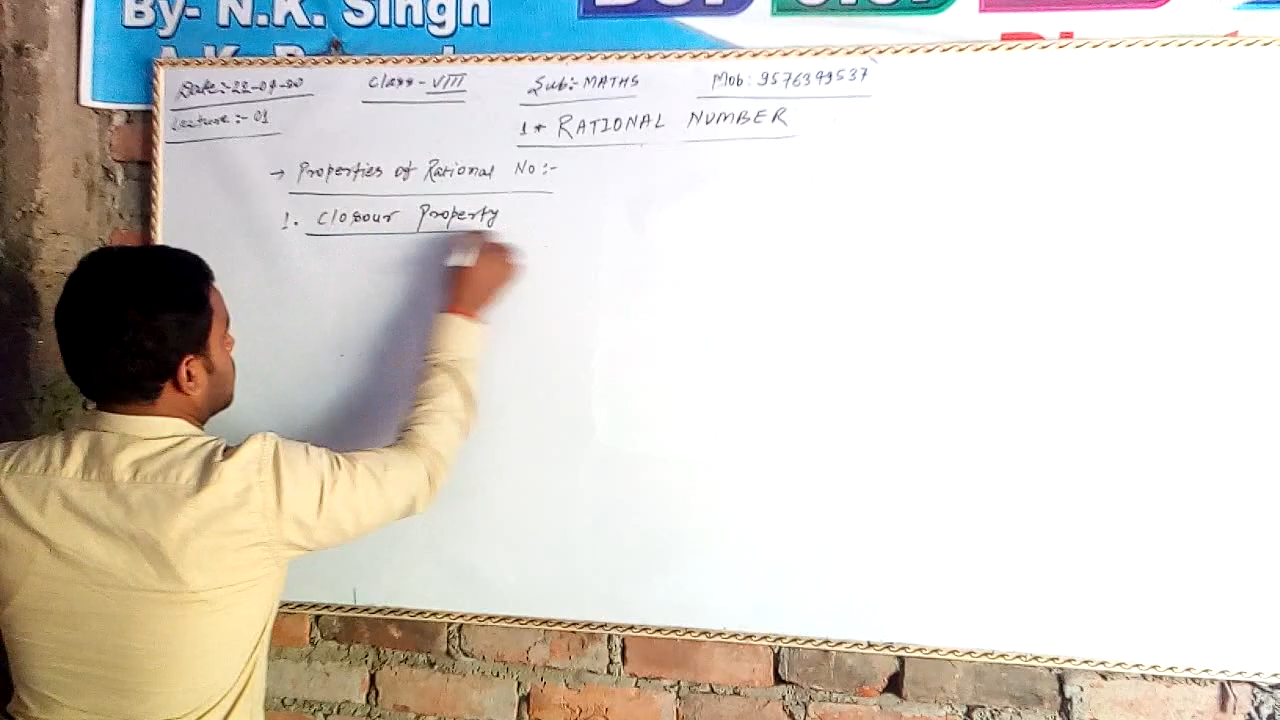 By- N.K. Singh
Date:-22-04-20 Class-VIII Sub:-MATHS Mob: 9576349537
Lecture:- 01
1* RATIONAL NUMBER
→ Properties of Rational No:-
1. Closour Property